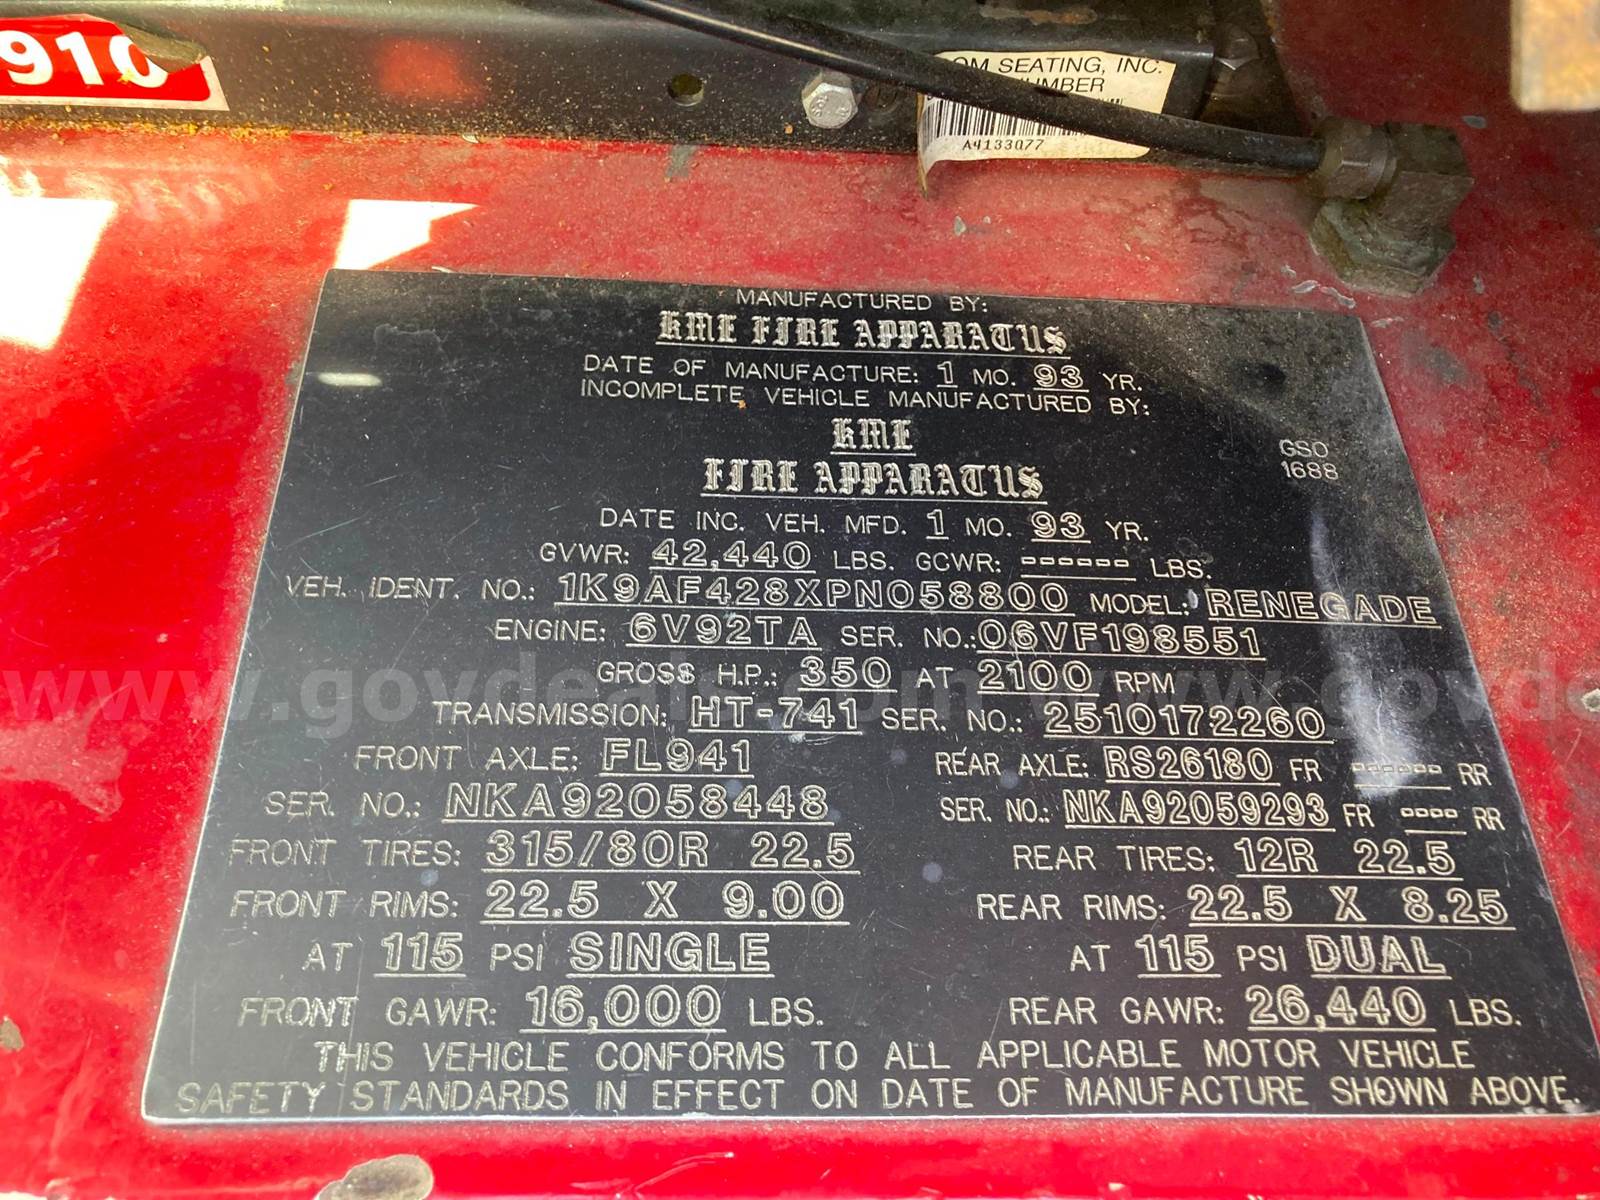 910
OM SEATING, INC.
A4133077
MANUFACTURED BY:
KME FIRE APPARATUS
DATE OF MANUFACTURE: 1 MO. 93 YR.
INCOMPLETE VEHICLE MANUFACTURED BY:
KME
GSO
1688
FIRE APPARATUS
DATE INC. VEH. MFD. 1 MO. 93 YR.
GVWR: 42,440 LBS. GCWR: ------ LBS.
VEH. IDENT. NO.: 1K9AF428XPN058800 MODEL: RENEGADE
ENGINE: 6V92TA SER. NO.: 06VF198551
GROSS H.P.: 350 AT 2100 RPM
TRANSMISSION: HT-741 SER. NO.: 2510172260
FRONT AXLE: FL941 REAR AXLE: RS26180 FR ------ RR
SER. NO.: NKA92058448 SER. NO.: NKA92059293 FR ---- RR
FRONT TIRES: 315/80R 22.5 REAR TIRES: 12R 22.5
FRONT RIMS: 22.5 X 9.00 REAR RIMS: 22.5 X 8.25
AT 115 PSI SINGLE AT 115 PSI DUAL
FRONT GAWR: 16,000 LBS. REAR GAWR: 26,440 LBS.
THIS VEHICLE CONFORMS TO ALL APPLICABLE MOTOR VEHICLE
SAFETY STANDARDS IN EFFECT ON DATE OF MANUFACTURE SHOWN ABOVE.